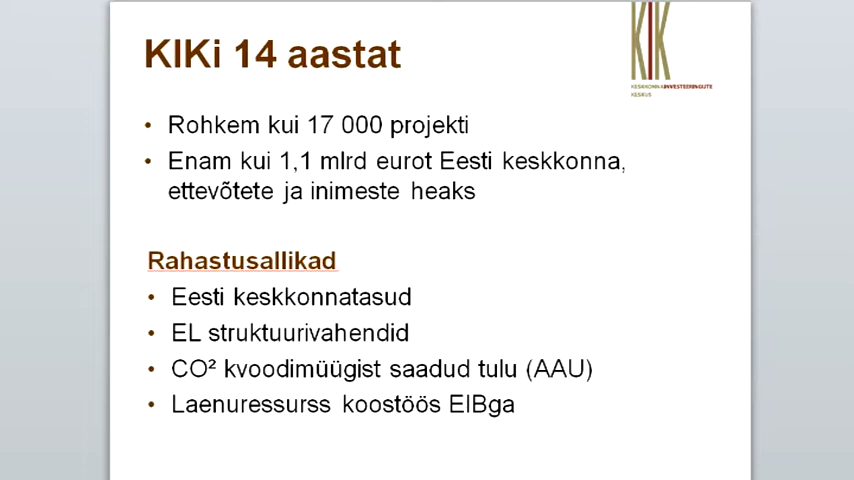 KIKi 14 aastat
KIK
KESKKONNAINVESTEERINGUTE
KESKUS
• Rohkem kui 17 000 projekti
• Enam kui 1,1 mlrd eurot Eesti keskkonna,
ettevõtete ja inimeste heaks
Rahastusallikad
• Eesti keskkonnatasud
• EL struktuurivahendid
• CO² kvoodimüügist saadud tulu (AAU)
• Laenuressurss koostöös EIBga